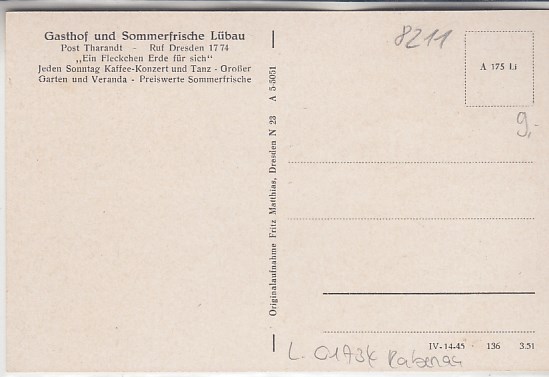 Gasthof und Sommerfrische Lübau
Post Tharandt - Ruf Dresden 17 74
„Ein Fleckchen Erde für sich“
Jeden Sonntag Kaffee-Konzert und Tanz - Großer
Garten und Veranda - Preiswerte Sommerfrische
Originalaufnahme Fritz Matthias, Dresden N 23 A 5-5051
8211
A 175 Li
9,-
IV-14-45 136 3.51
L. 01734 Rabenau